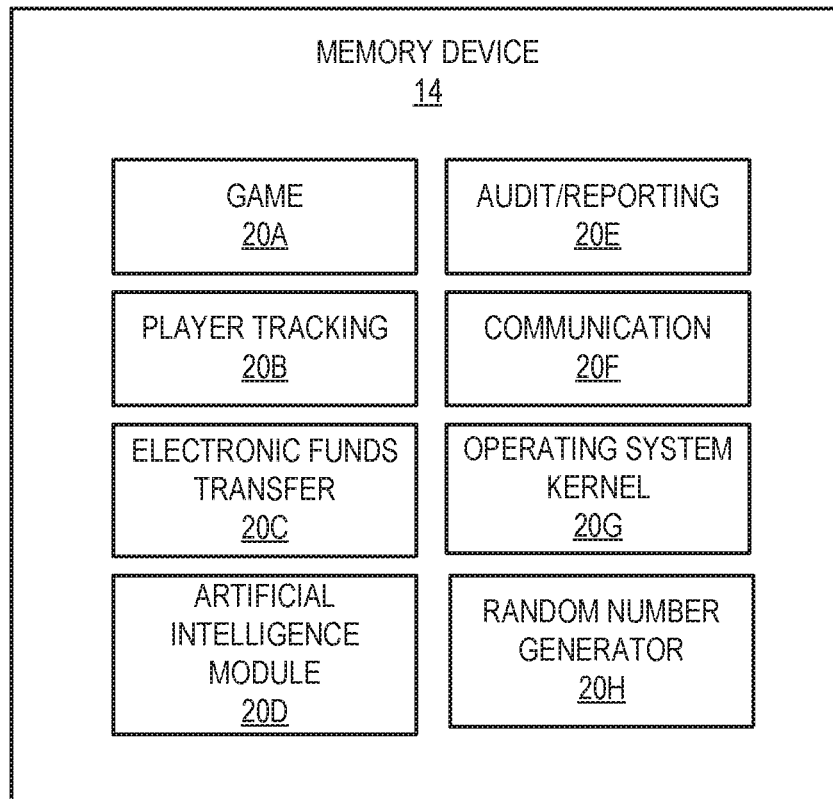 MEMORY DEVICE
14
GAME
20A
AUDIT/REPORTING
20E
PLAYER TRACKING
20B
COMMUNICATION
20F
ELECTRONIC FUNDS
TRANSFER
20C
OPERATING SYSTEM
KERNEL
20G
ARTIFICIAL
INTELLIGENCE
MODULE
20D
RANDOM NUMBER
GENERATOR
20H